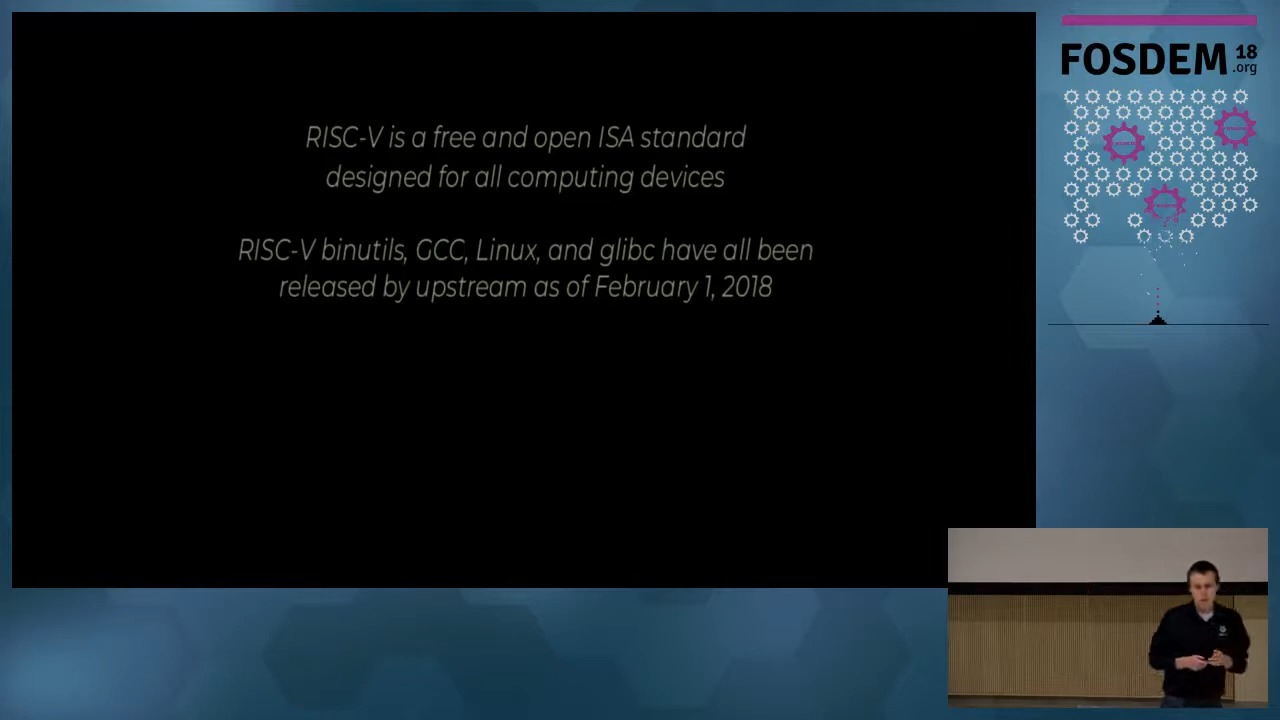 RISC-V is a free and open ISA standard
designed for all computing devices
RISC-V binutils, GCC, Linux, and glibc have all been
released by upstream as of February 1, 2018
FOSDEM 18
.org